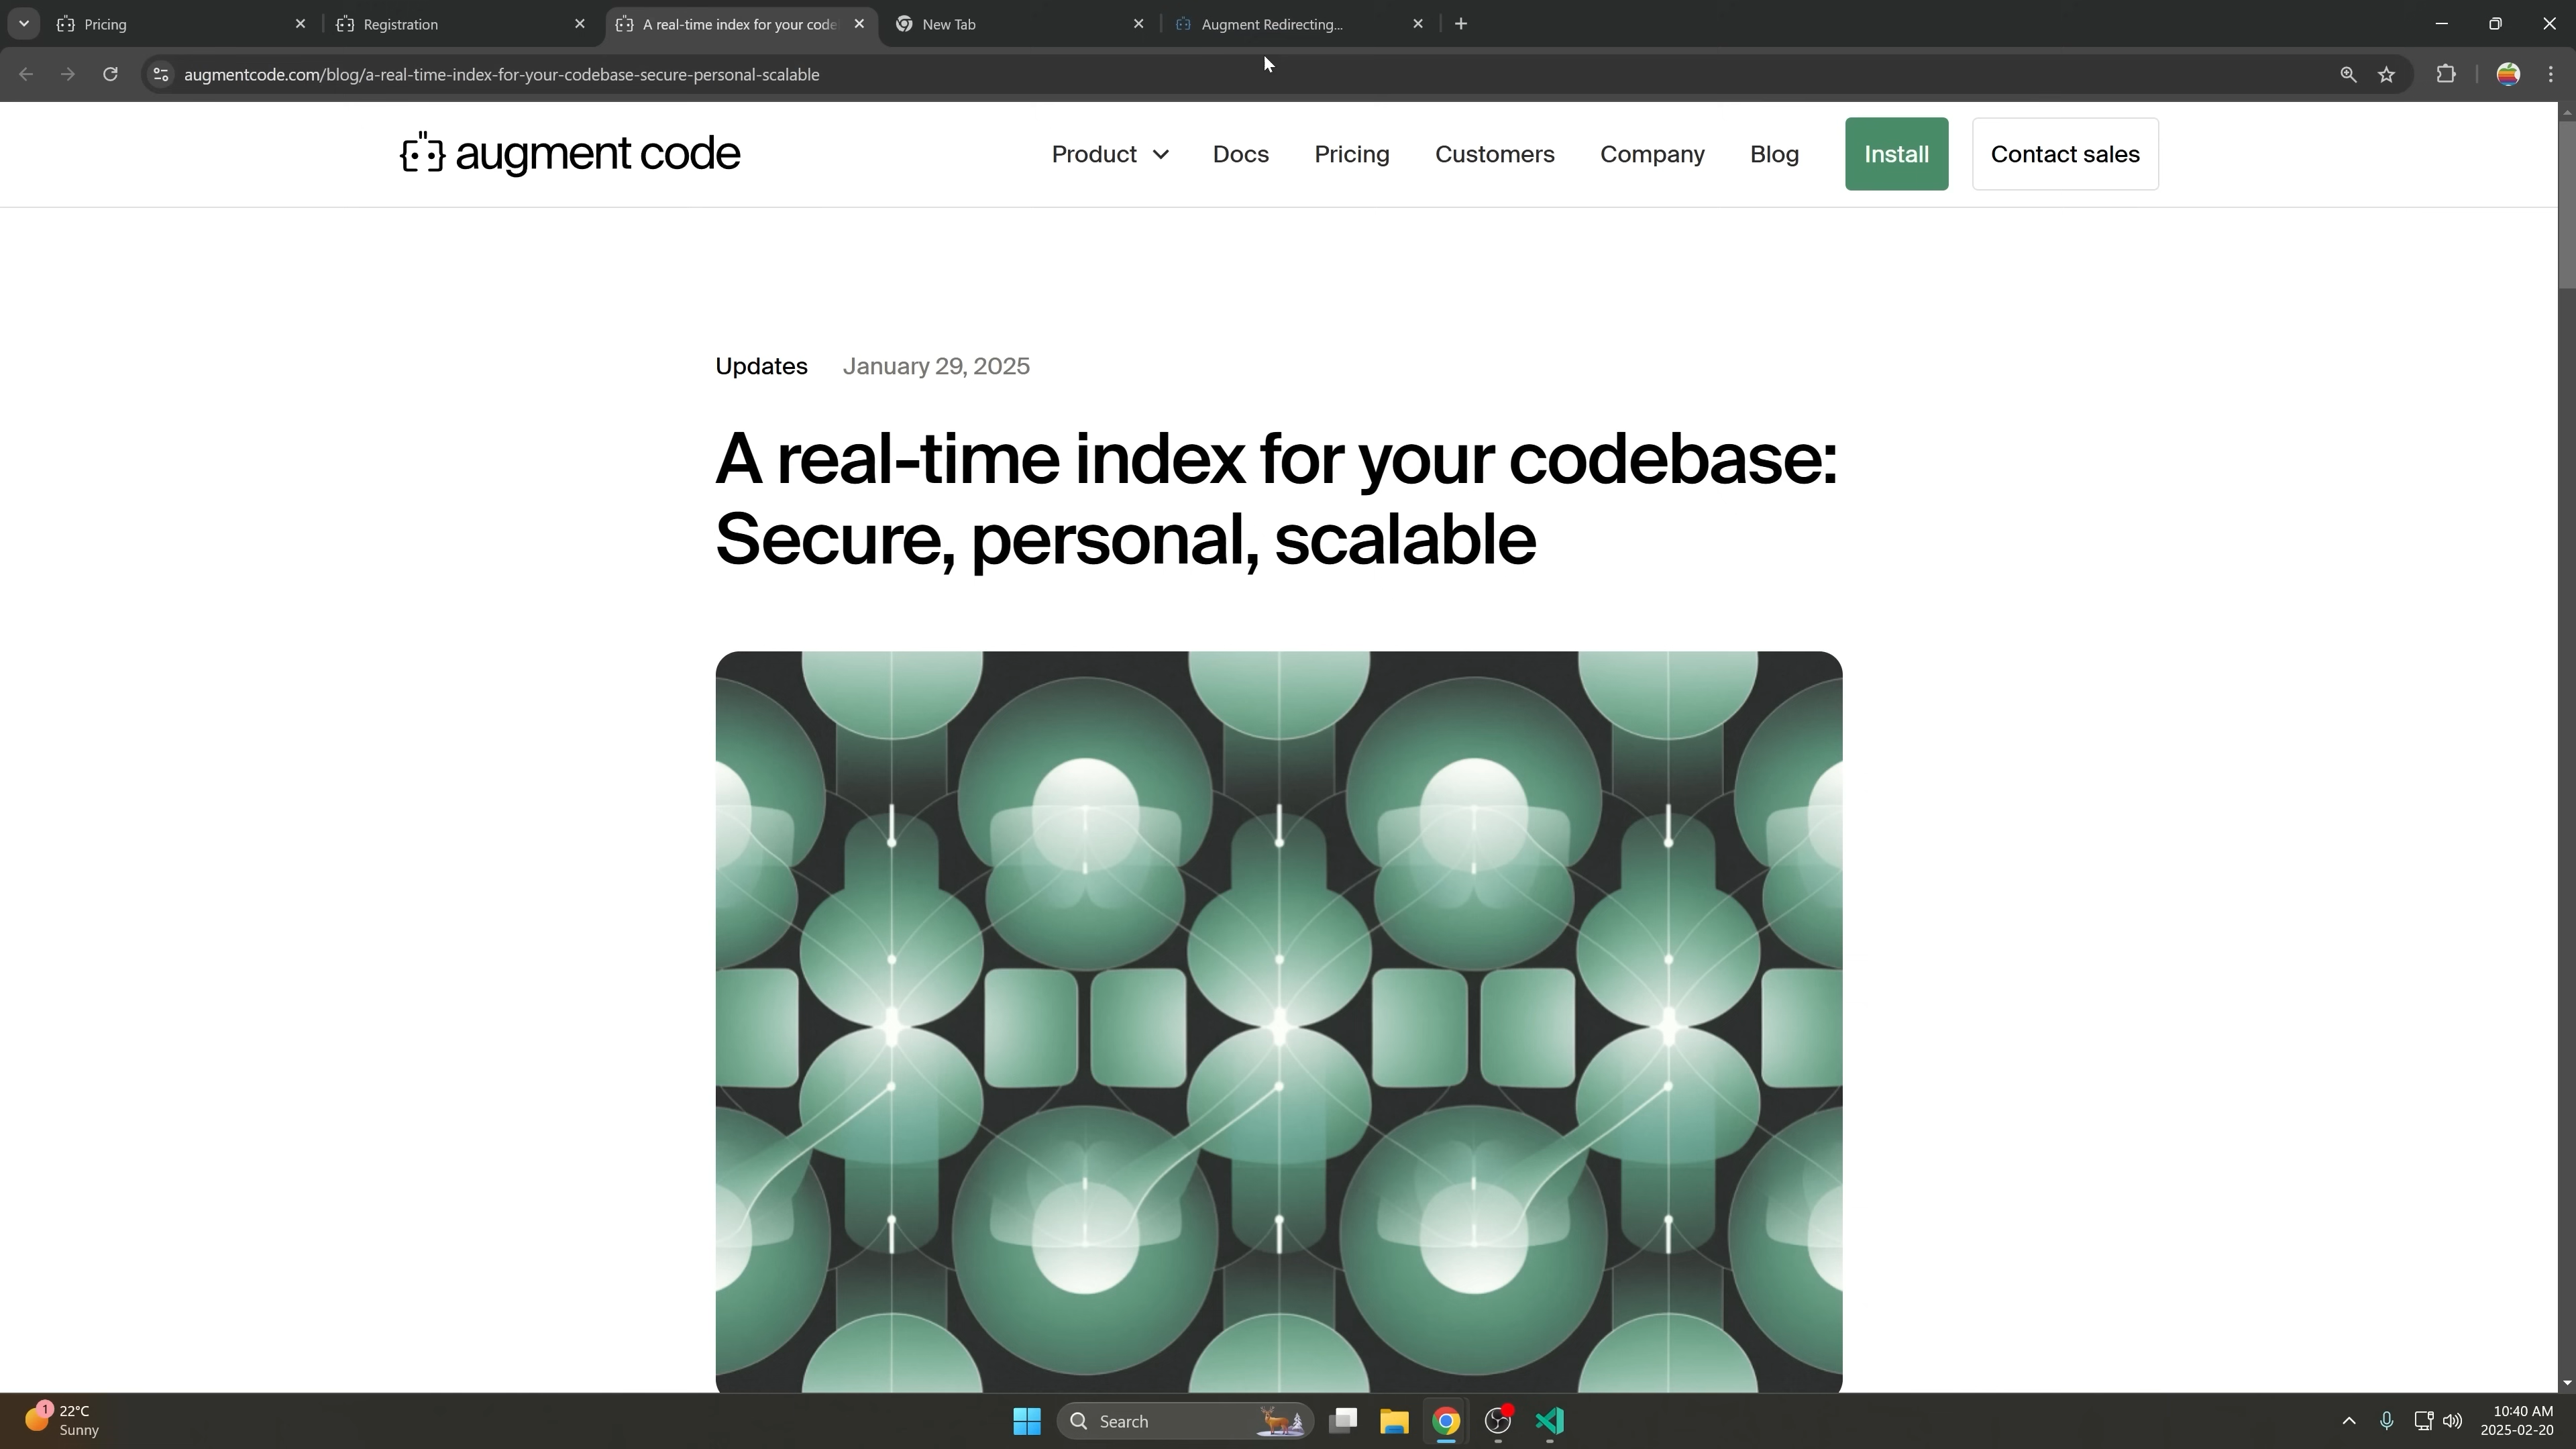 Pricing
Registration
A real-time index for your code
New Tab
Augment Redirecting...
augmentcode.com/blog/a-real-time-index-for-your-codebase-secure-personal-scalable
augment code
Product
Docs
Pricing
Customers
Company
Blog
Install
Contact sales
Updates
January 29, 2025
A real-time index for your codebase:
Secure, personal, scalable
1
22°C
Sunny
Search
10:40 AM
2025-02-20